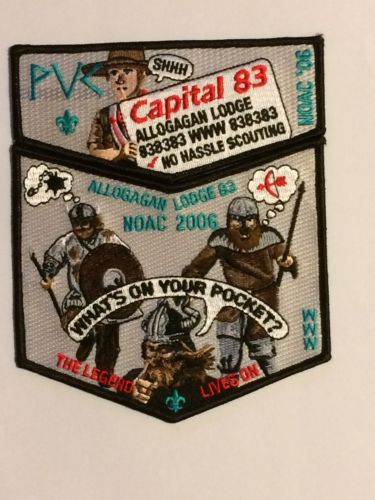 PVC
SHHH
Capital 83
ALLOGAGAN LODGE
838383 WWW 838383
NO HASSLE SCOUTING
NOAC '06
ALLOGAGAN LODGE 83
NOAC 2006
WHAT'S ON YOUR POCKET?
WWW
THE LEGEND
LIVES ON